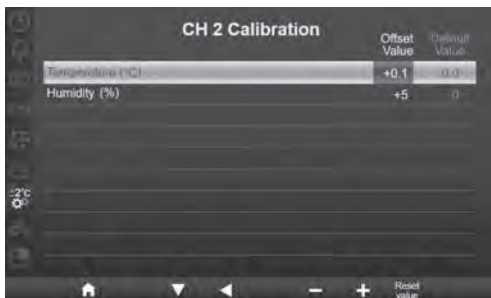 CH 2 Calibration
Offset Value
Default Value
Temperature (°C) +0.1 0.0
Humidity (%) +5 0
±2°C
Reset value